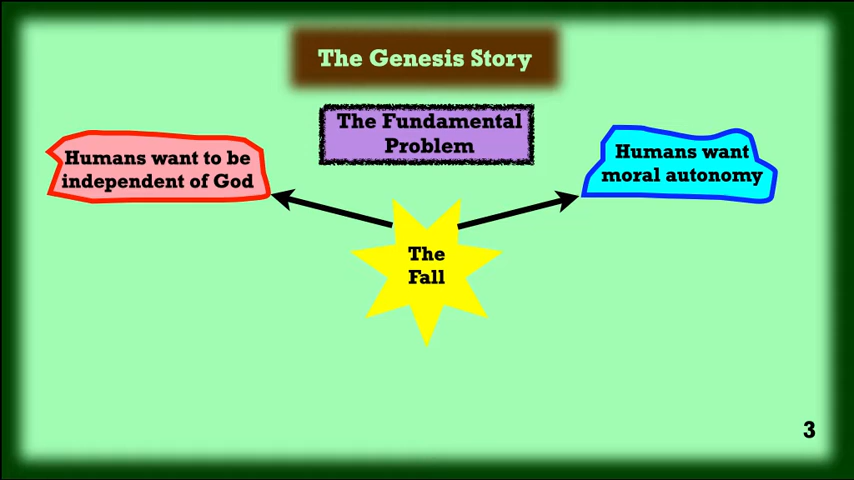 The Genesis Story
The Fundamental
Problem
Humans want to be
independent of God
Humans want
moral autonomy
The
Fall
3